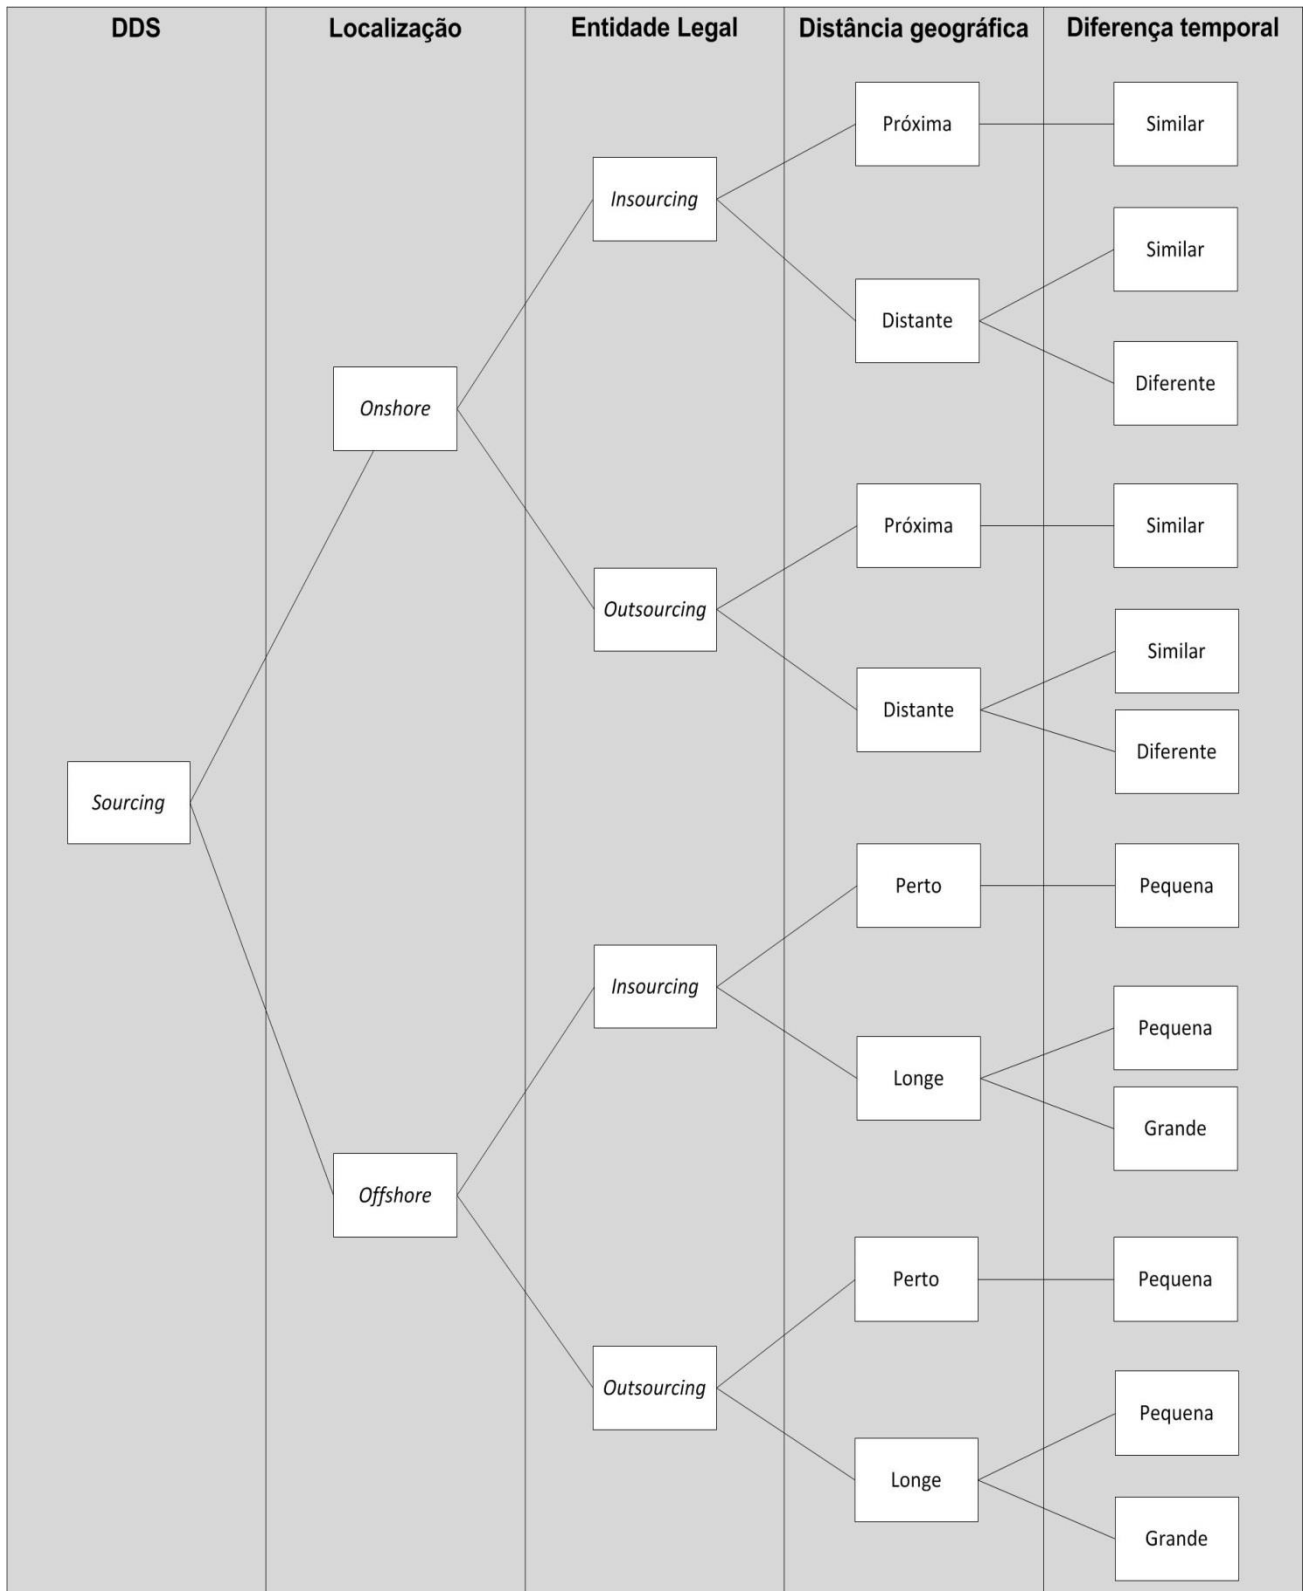 DDS
Localização
Entidade Legal
Distância geográfica
Diferença temporal
Próxima
Similar
Insourcing
Similar
Distante
Diferente
Onshore
Próxima
Similar
Outsourcing
Similar
Distante
Diferente
Sourcing
Perto
Pequena
Insourcing
Pequena
Longe
Grande
Offshore
Perto
Pequena
Outsourcing
Pequena
Longe
Grande